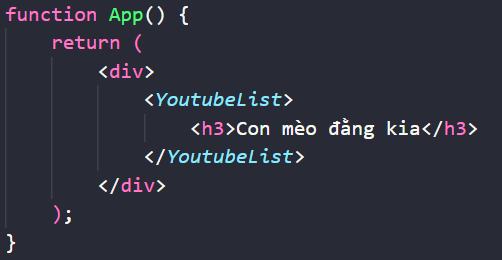 function App() {
    return (
        <div>
            <YoutubeList>
                <h3>Con mèo đằng kia</h3>
            </YoutubeList>
        </div>
    );
}